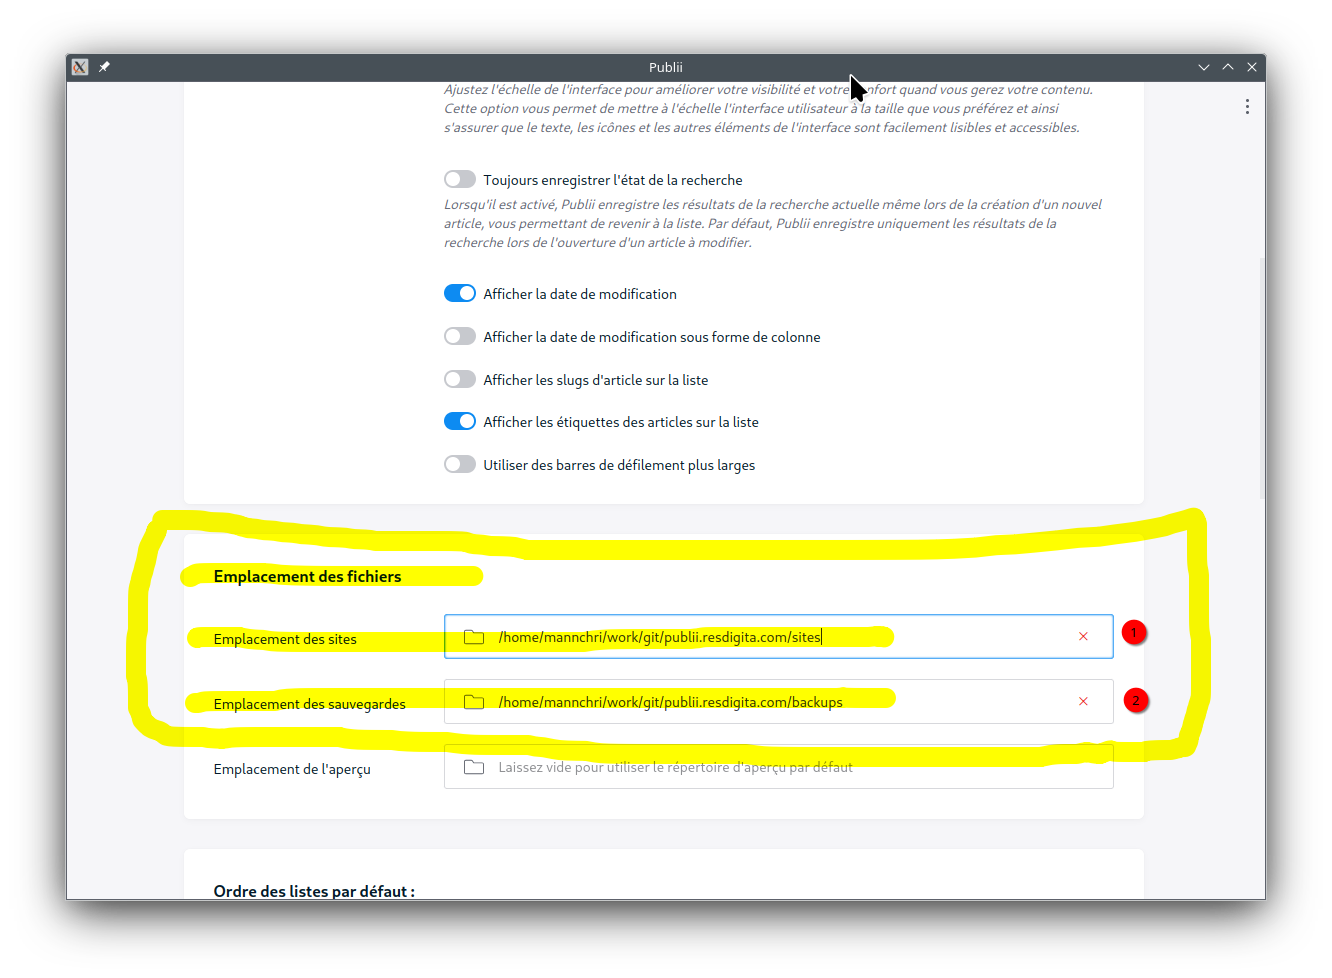 Publii
Ajustez l'échelle de l'interface pour améliorer votre visibilité et votre confort quand vous gerez votre contenu.
Cette option vous permet de mettre à l'échelle l'interface utilisateur à la taille que vous préférez et ainsi
s'assurer que le texte, les icônes et les autres éléments de l'interface sont facilement lisibles et accessibles.
Toujours enregistrer l'état de la recherche
Lorsqu'il est activé, Publii enregistre les résultats de la recherche actuelle même lors de la création d'un nouvel
article, vous permettant de revenir à la liste. Par défaut, Publii enregistre uniquement les résultats de la
recherche lors de l'ouverture d'un article à modifier.
Afficher la date de modification
Afficher la date de modification sous forme de colonne
Afficher les slugs d'article sur la liste
Afficher les étiquettes des articles sur la liste
Utiliser des barres de défilement plus larges
Emplacement des fichiers
Emplacement des sites /home/mannchri/work/git/publii.resdigita.com/sites 1
Emplacement des sauvegardes /home/mannchri/work/git/publii.resdigita.com/backups 2
Emplacement de l'aperçu Laissez vide pour utiliser le répertoire d'aperçu par défaut
Ordre des listes par défaut :